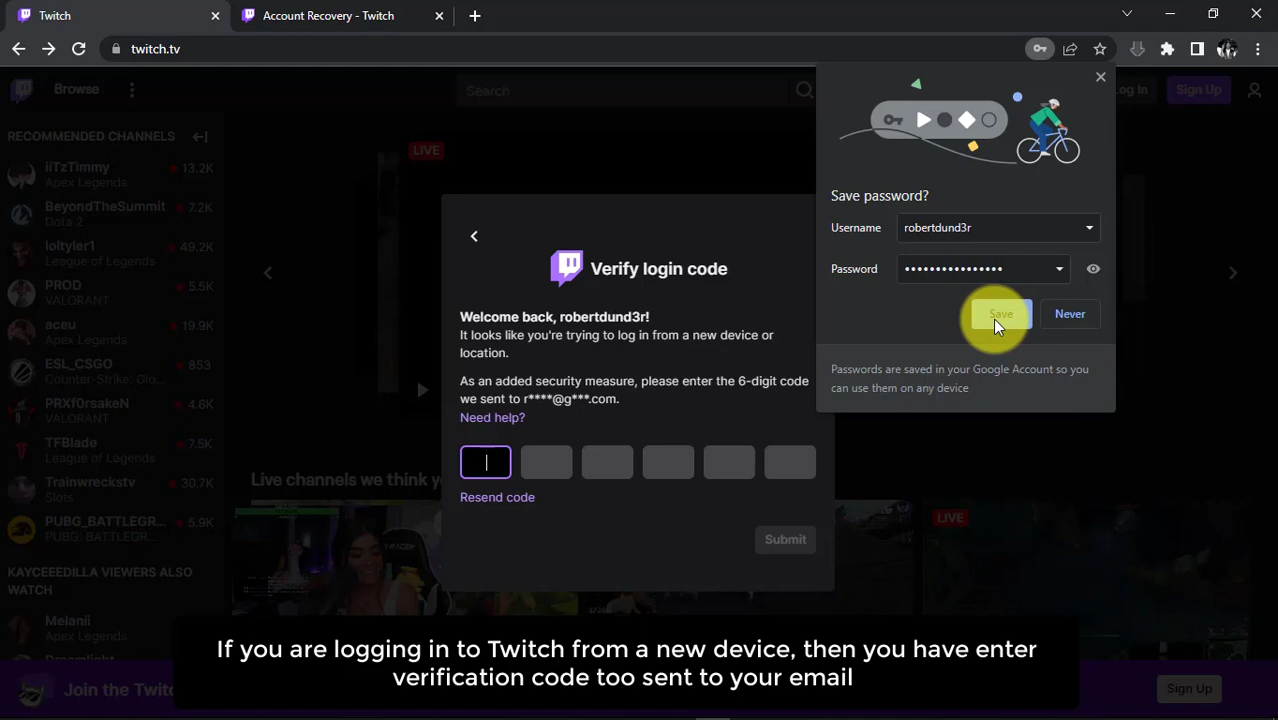 Twitch
Account Recovery - Twitch
twitch.tv
Browse
Search
Log In
Sign Up
RECOMMENDED CHANNELS
iiTzTimmy
13.2K
Apex Legends
BeyondTheSummit
7.2K
Dota 2
loltyler1
49.2K
League of Legends
PROD
5.5K
VALORANT
aceu
19.9K
Apex Legends
ESL_CSGO
853
Counter-Strike: Glo...
PRXf0rsakeN
4.6K
VALORANT
TFBlade
7.5K
League of Legends
Trainwreckstv
30.7K
Slots
PUBG_BATTLEGR...
5.9K
PUBG: BATTLEGR...
KAYCEEEDILLA VIEWERS ALSO
WATCH
Melanii
Apex Legends
LIVE
Live channels we think y
LIVE
Verify login code
Welcome back, robertdund3r!
It looks like you're trying to log in from a new device or
location.
As an added security measure, please enter the 6-digit code
we sent to r****@g***.com.
Need help?
Resend code
Submit
Save password?
Username
robertdund3r
Password
••••••••••••••••
Save
Never
Passwords are saved in your Google Account so you
can use them on any device
If you are logging in to Twitch from a new device, then you have enter
verification code too sent to your email
Join the Twitc
Sign Up